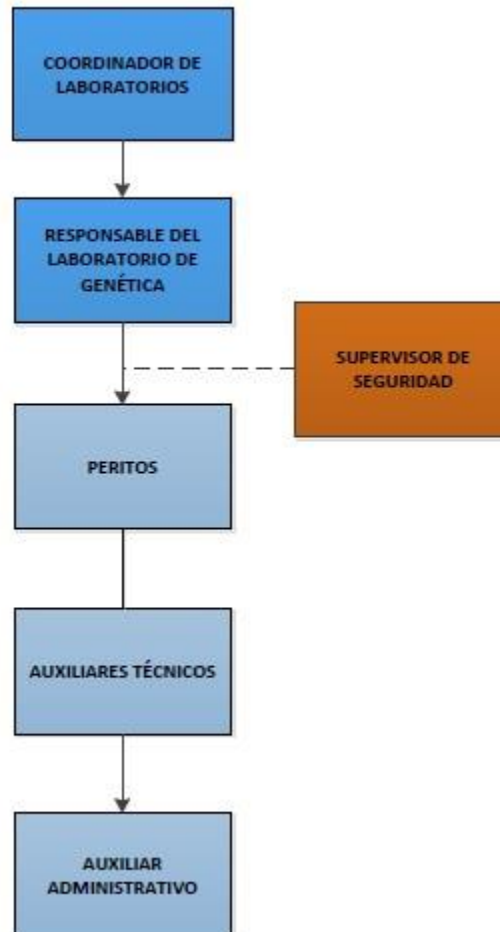 COORDINADOR DE
LABORATORIOS
RESPONSABLE DEL
LABORATORIO DE
GENÉTICA
SUPERVISOR DE
SEGURIDAD
PERITOS
AUXILIARES TÉCNICOS
AUXILIAR
ADMINISTRATIVO